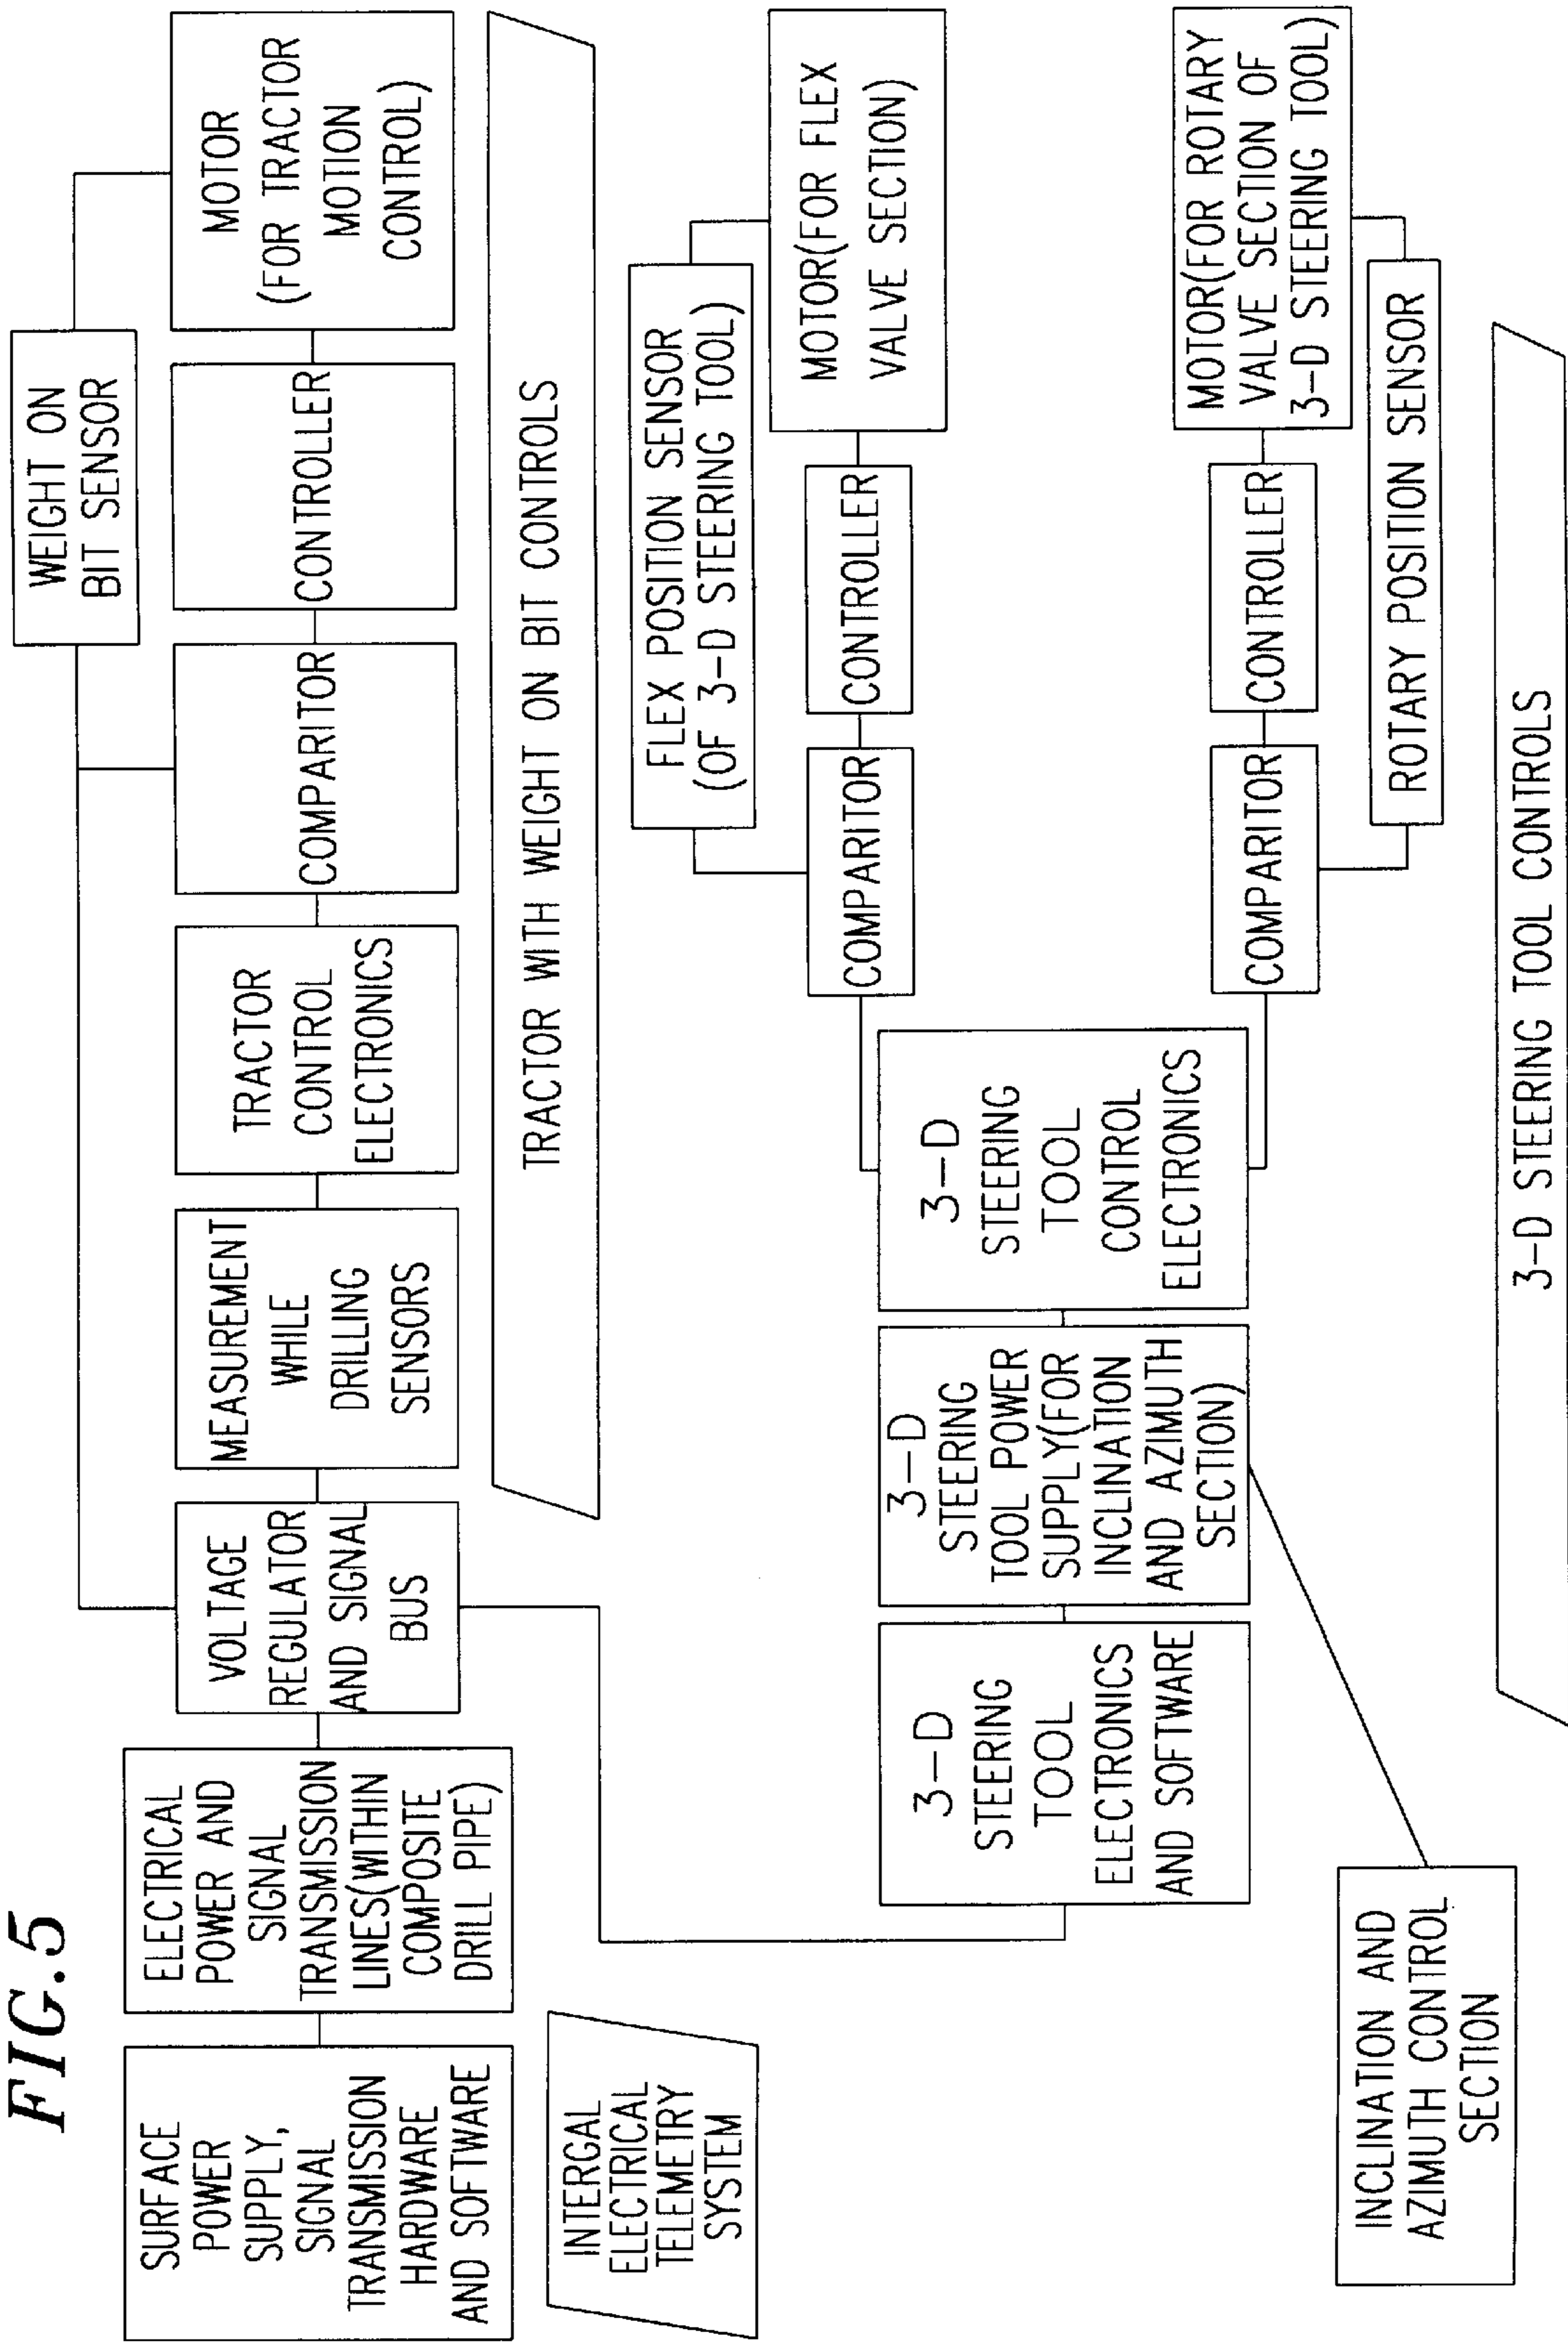 FIG.5
SURFACE
POWER
SUPPLY,
SIGNAL
TRANSMISSION
HARDWARE
AND SOFTWARE
ELECTRICAL
POWER AND
SIGNAL
TRANSMISSION
LINES(WITHIN
COMPOSITE
DRILL PIPE)
VOLTAGE
REGULATOR
AND SIGNAL
BUS
MEASUREMENT
WHILE
DRILLING
SENSORS
TRACTOR
CONTROL
ELECTRONICS
COMPARITOR
CONTROLLER
MOTOR
(FOR TRACTOR
MOTION
CONTROL)
WEIGHT ON
BIT SENSOR
TRACTOR WITH WEIGHT ON BIT CONTROLS
INTERGAL
ELECTRICAL
TELEMETRY
SYSTEM
FLEX POSITION SENSOR
(OF 3-D STEERING TOOL)
COMPARITOR
CONTROLLER
MOTOR(FOR FLEX
VALVE SECTION)
3-D
STEERING
TOOL
ELECTRONICS
AND SOFTWARE
3-D
STEERING
TOOL POWER
SUPPLY(FOR
INCLINATION
AND AZIMUTH
SECTION)
3-D
STEERING
TOOL
CONTROL
ELECTRONICS
COMPARITOR
CONTROLLER
MOTOR(FOR ROTARY
VALVE SECTION OF
3-D STEERING TOOL)
ROTARY POSITION SENSOR
INCLINATION AND
AZIMUTH CONTROL
SECTION
3-D STEERING TOOL CONTROLS